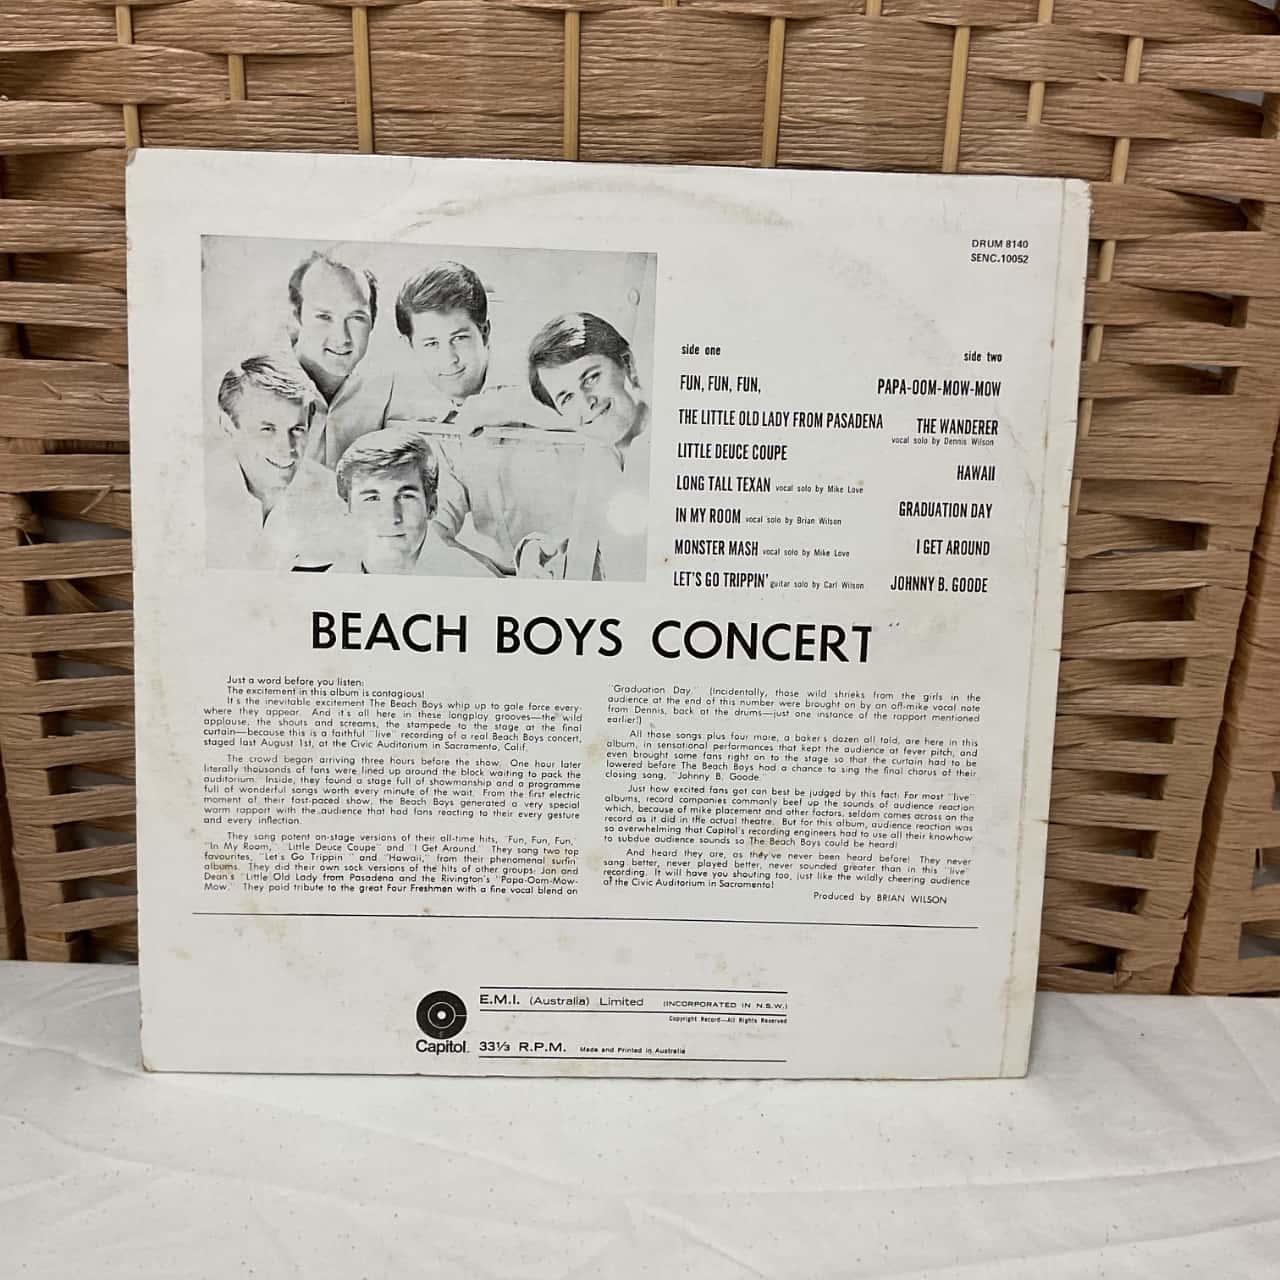 DRUM 8140
SENC.10052
side one
FUN, FUN, FUN,
THE LITTLE OLD LADY FROM PASADENA
LITTLE DEUCE COUPE
LONG TALL TEXAN vocal solo by Mike Love
IN MY ROOM vocal solo by Brian Wilson
MONSTER MASH vocal solo by Mike Love
LET'S GO TRIPPIN' guitar solo by Carl Wilson
side two
PAPA-OOM-MOW-MOW
THE WANDERER
vocal solo by Dennis Wilson
HAWAII
GRADUATION DAY
I GET AROUND
JOHNNY B. GOODE
BEACH BOYS CONCERT
Just a word before you listen:
The excitement in this album is contagious!
It's the inevitable excitement The Beach Boys whip up to gale force every-
where they appear. And it's all here in these longplay grooves—the wild
applause, the shouts and screams, the stampede to the stage at the final
curtain—because this is a faithful "live" recording of a real Beach Boys concert,
staged last August 1st, at the Civic Auditorium in Sacramento, Calif.
The crowd began arriving three hours before the show. One hour later
literally thousands of fans were lined up around the block waiting to pack the
auditorium. Inside, they found a stage full of showmanship and a programme
full of wonderful songs worth every minute of the wait. From the first electric
moment of their fast-paced show, the Beach Boys generated a very special
warm rapport with the audience that had fans reacting to their every gesture
and every inflection.
They sang potent on-stage versions of their all-time hits, "Fun, Fun, Fun,"
"In My Room," "Little Deuce Coupe" and "I Get Around." They sang two top
favourites, "Let's Go Trippin'" and "Hawaii," from their phenomenal surfin'
albums. They did their own sock versions of the hits of other groups: Jan and
Dean's "Little Old Lady from Pasadena and the Rivington's "Papa-Oom-Mow-
Mow." They paid tribute to the great Four Freshmen with a fine vocal blend on
"Graduation Day." (Incidentally, those wild shrieks from the girls in the
audience at the end of this number were brought on by an off-mike vocal note
from Dennis, back at the drums—just one instance of the rapport mentioned
earlier!)
All those songs plus four more, a baker's dozen all told, are here in this
album, in sensational performances that kept the audience at fever pitch, and
even brought some fans right on to the stage so that the curtain had to be
lowered before The Beach Boys had a chance to sing the final chorus of their
closing song, "Johnny B. Goode."
Just how excited fans got can best be judged by this fact: For most "live"
albums, record companies commonly beef up the sounds of audience reaction
which, because of mike placement and other factors, seldom comes across on the
record as it did in the actual theatre. But for this album, audience reaction was
so overwhelming that Capitol's recording engineers had to use all their knowhow
to subdue audience sounds so The Beach Boys could be heard!
And heard they are, as they've never been heard before! They never
sang better, never played better, never sounded greater than in this "live"
recording. It will have you shouting too, just like the wildly cheering audience
at the Civic Auditorium in Sacramento!
Produced by BRIAN WILSON
Capitol.
E.M.I. (Australia) Limited (INCORPORATED IN N.S.W.)
Copyright Record—All Rights Reserved
33⅓ R.P.M. Made and Printed in Australia